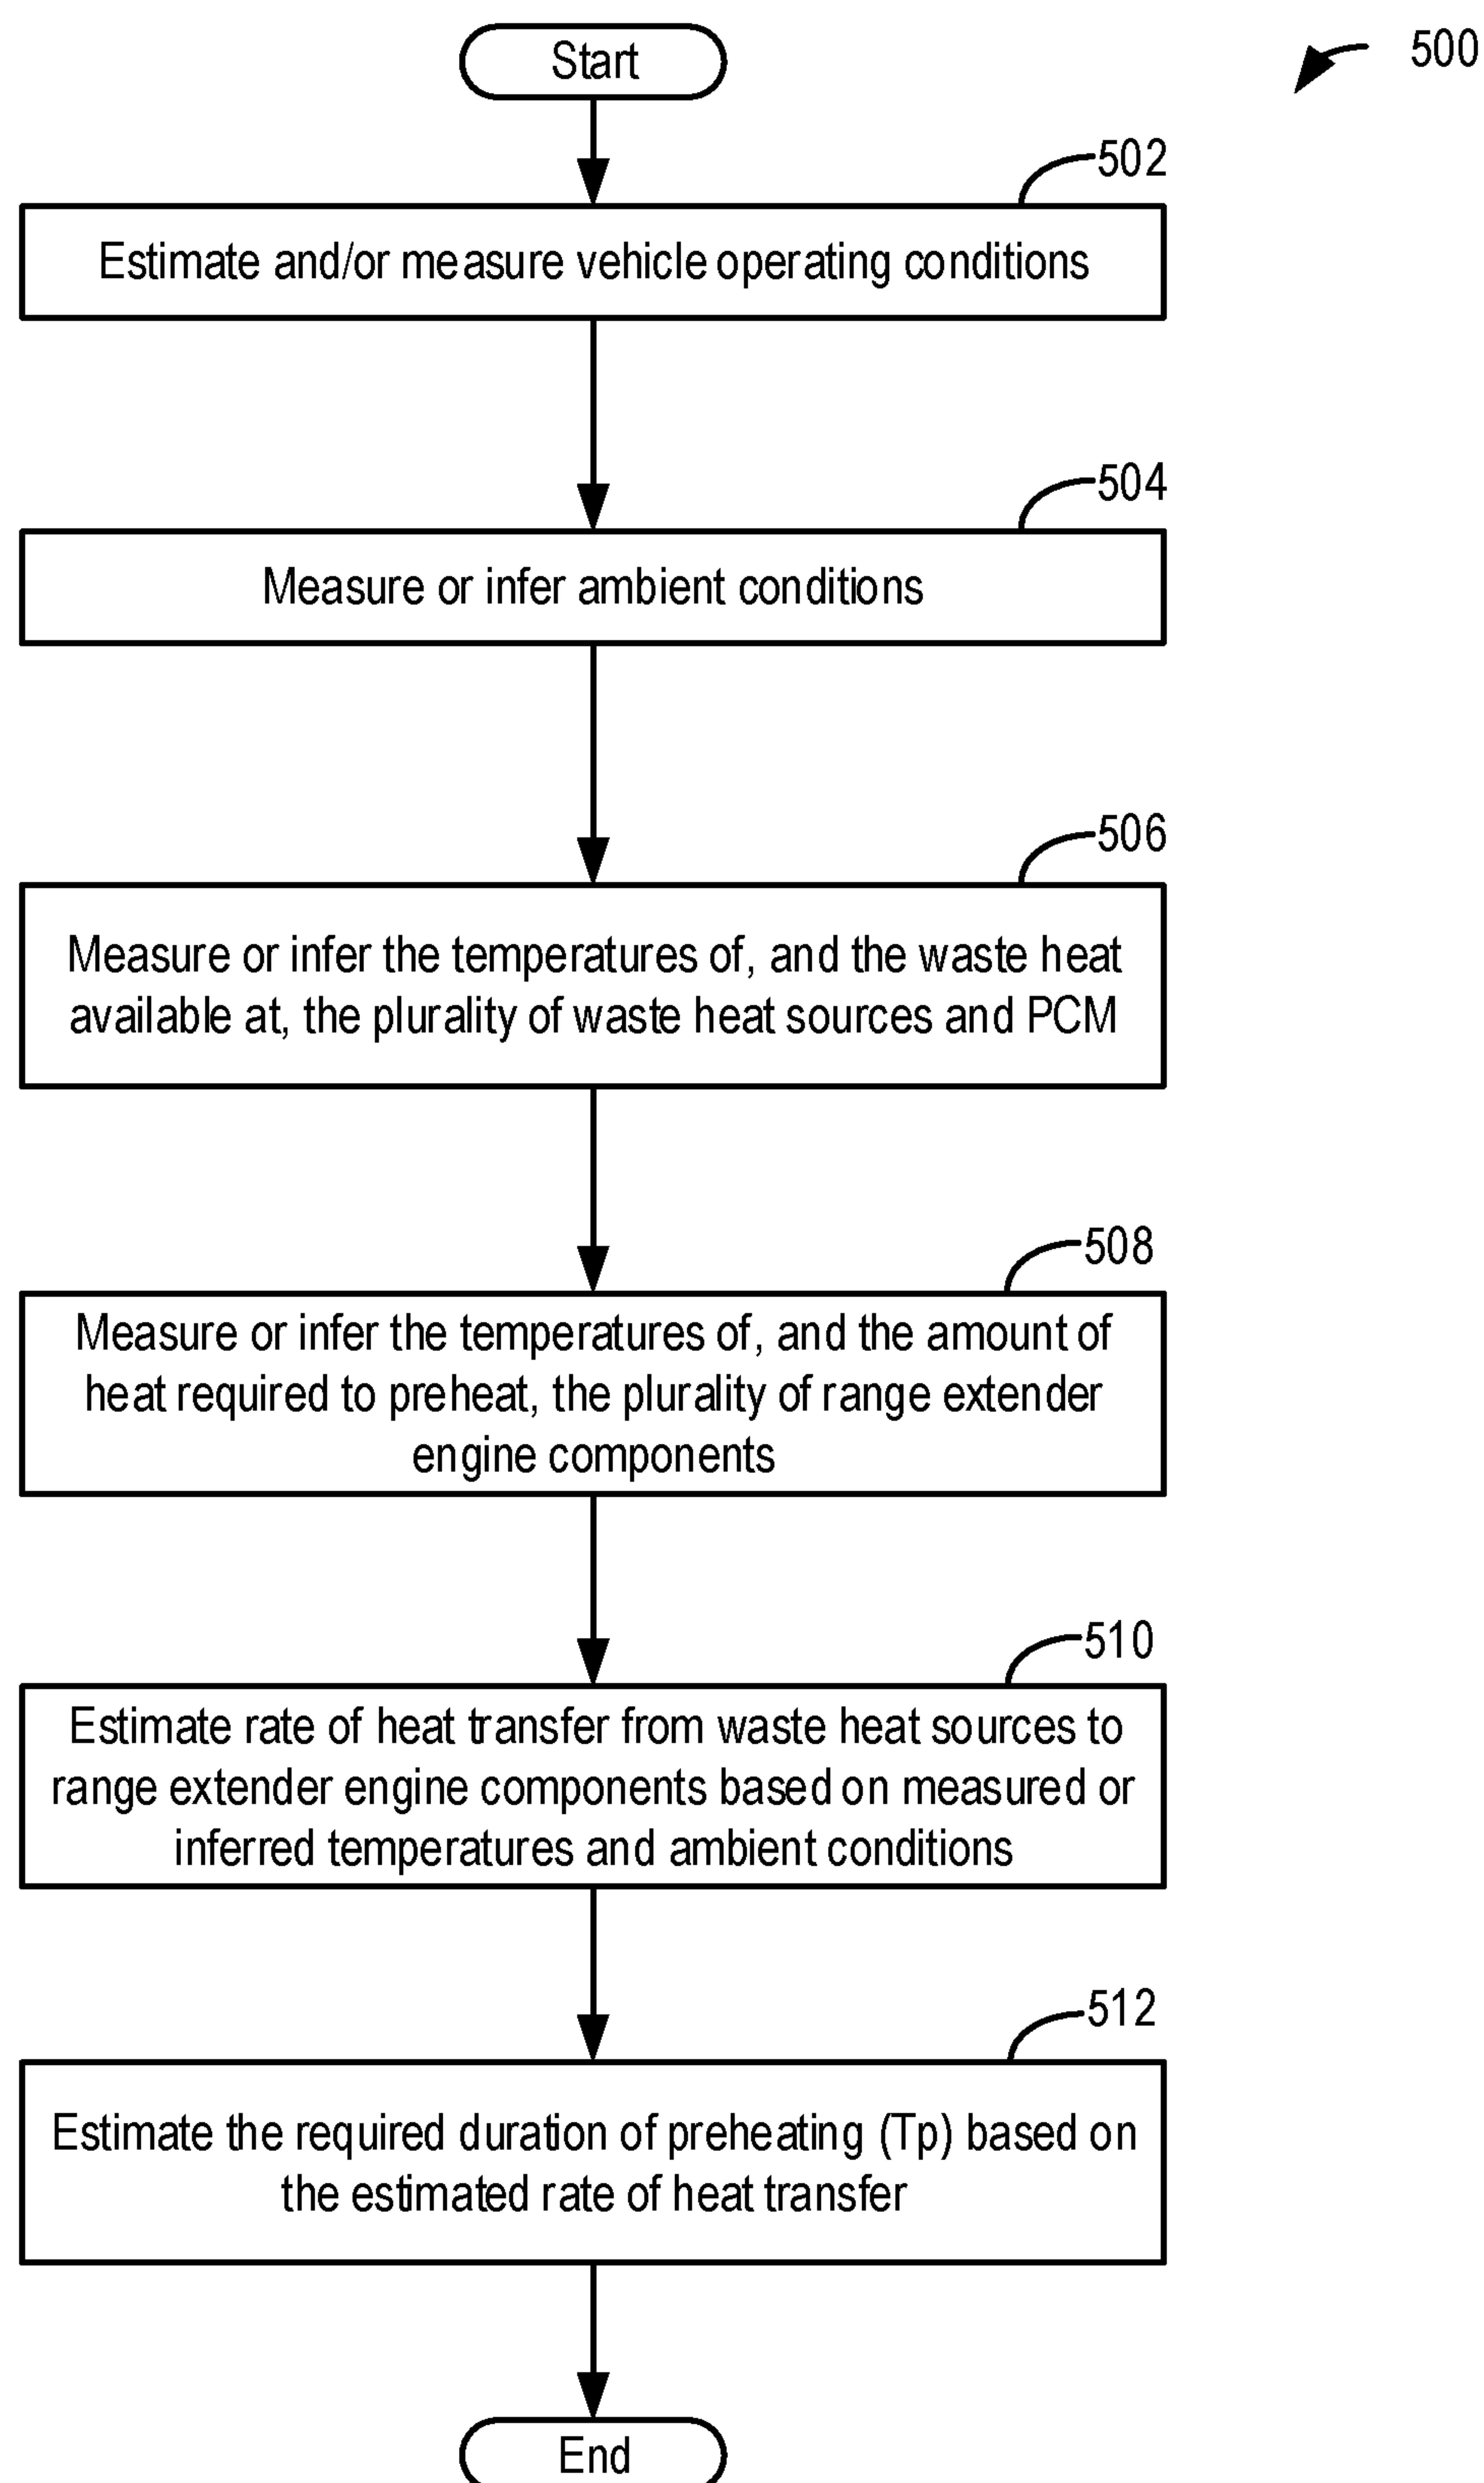 Start
500
502
Estimate and/or measure vehicle operating conditions
504
Measure or infer ambient conditions
506
Measure or infer the temperatures of, and the waste heat
available at, the plurality of waste heat sources and PCM
508
Measure or infer the temperatures of, and the amount of
heat required to preheat, the plurality of range extender
engine components
510
Estimate rate of heat transfer from waste heat sources to
range extender engine components based on measured or
inferred temperatures and ambient conditions
512
Estimate the required duration of preheating (Tp) based on
the estimated rate of heat transfer
End